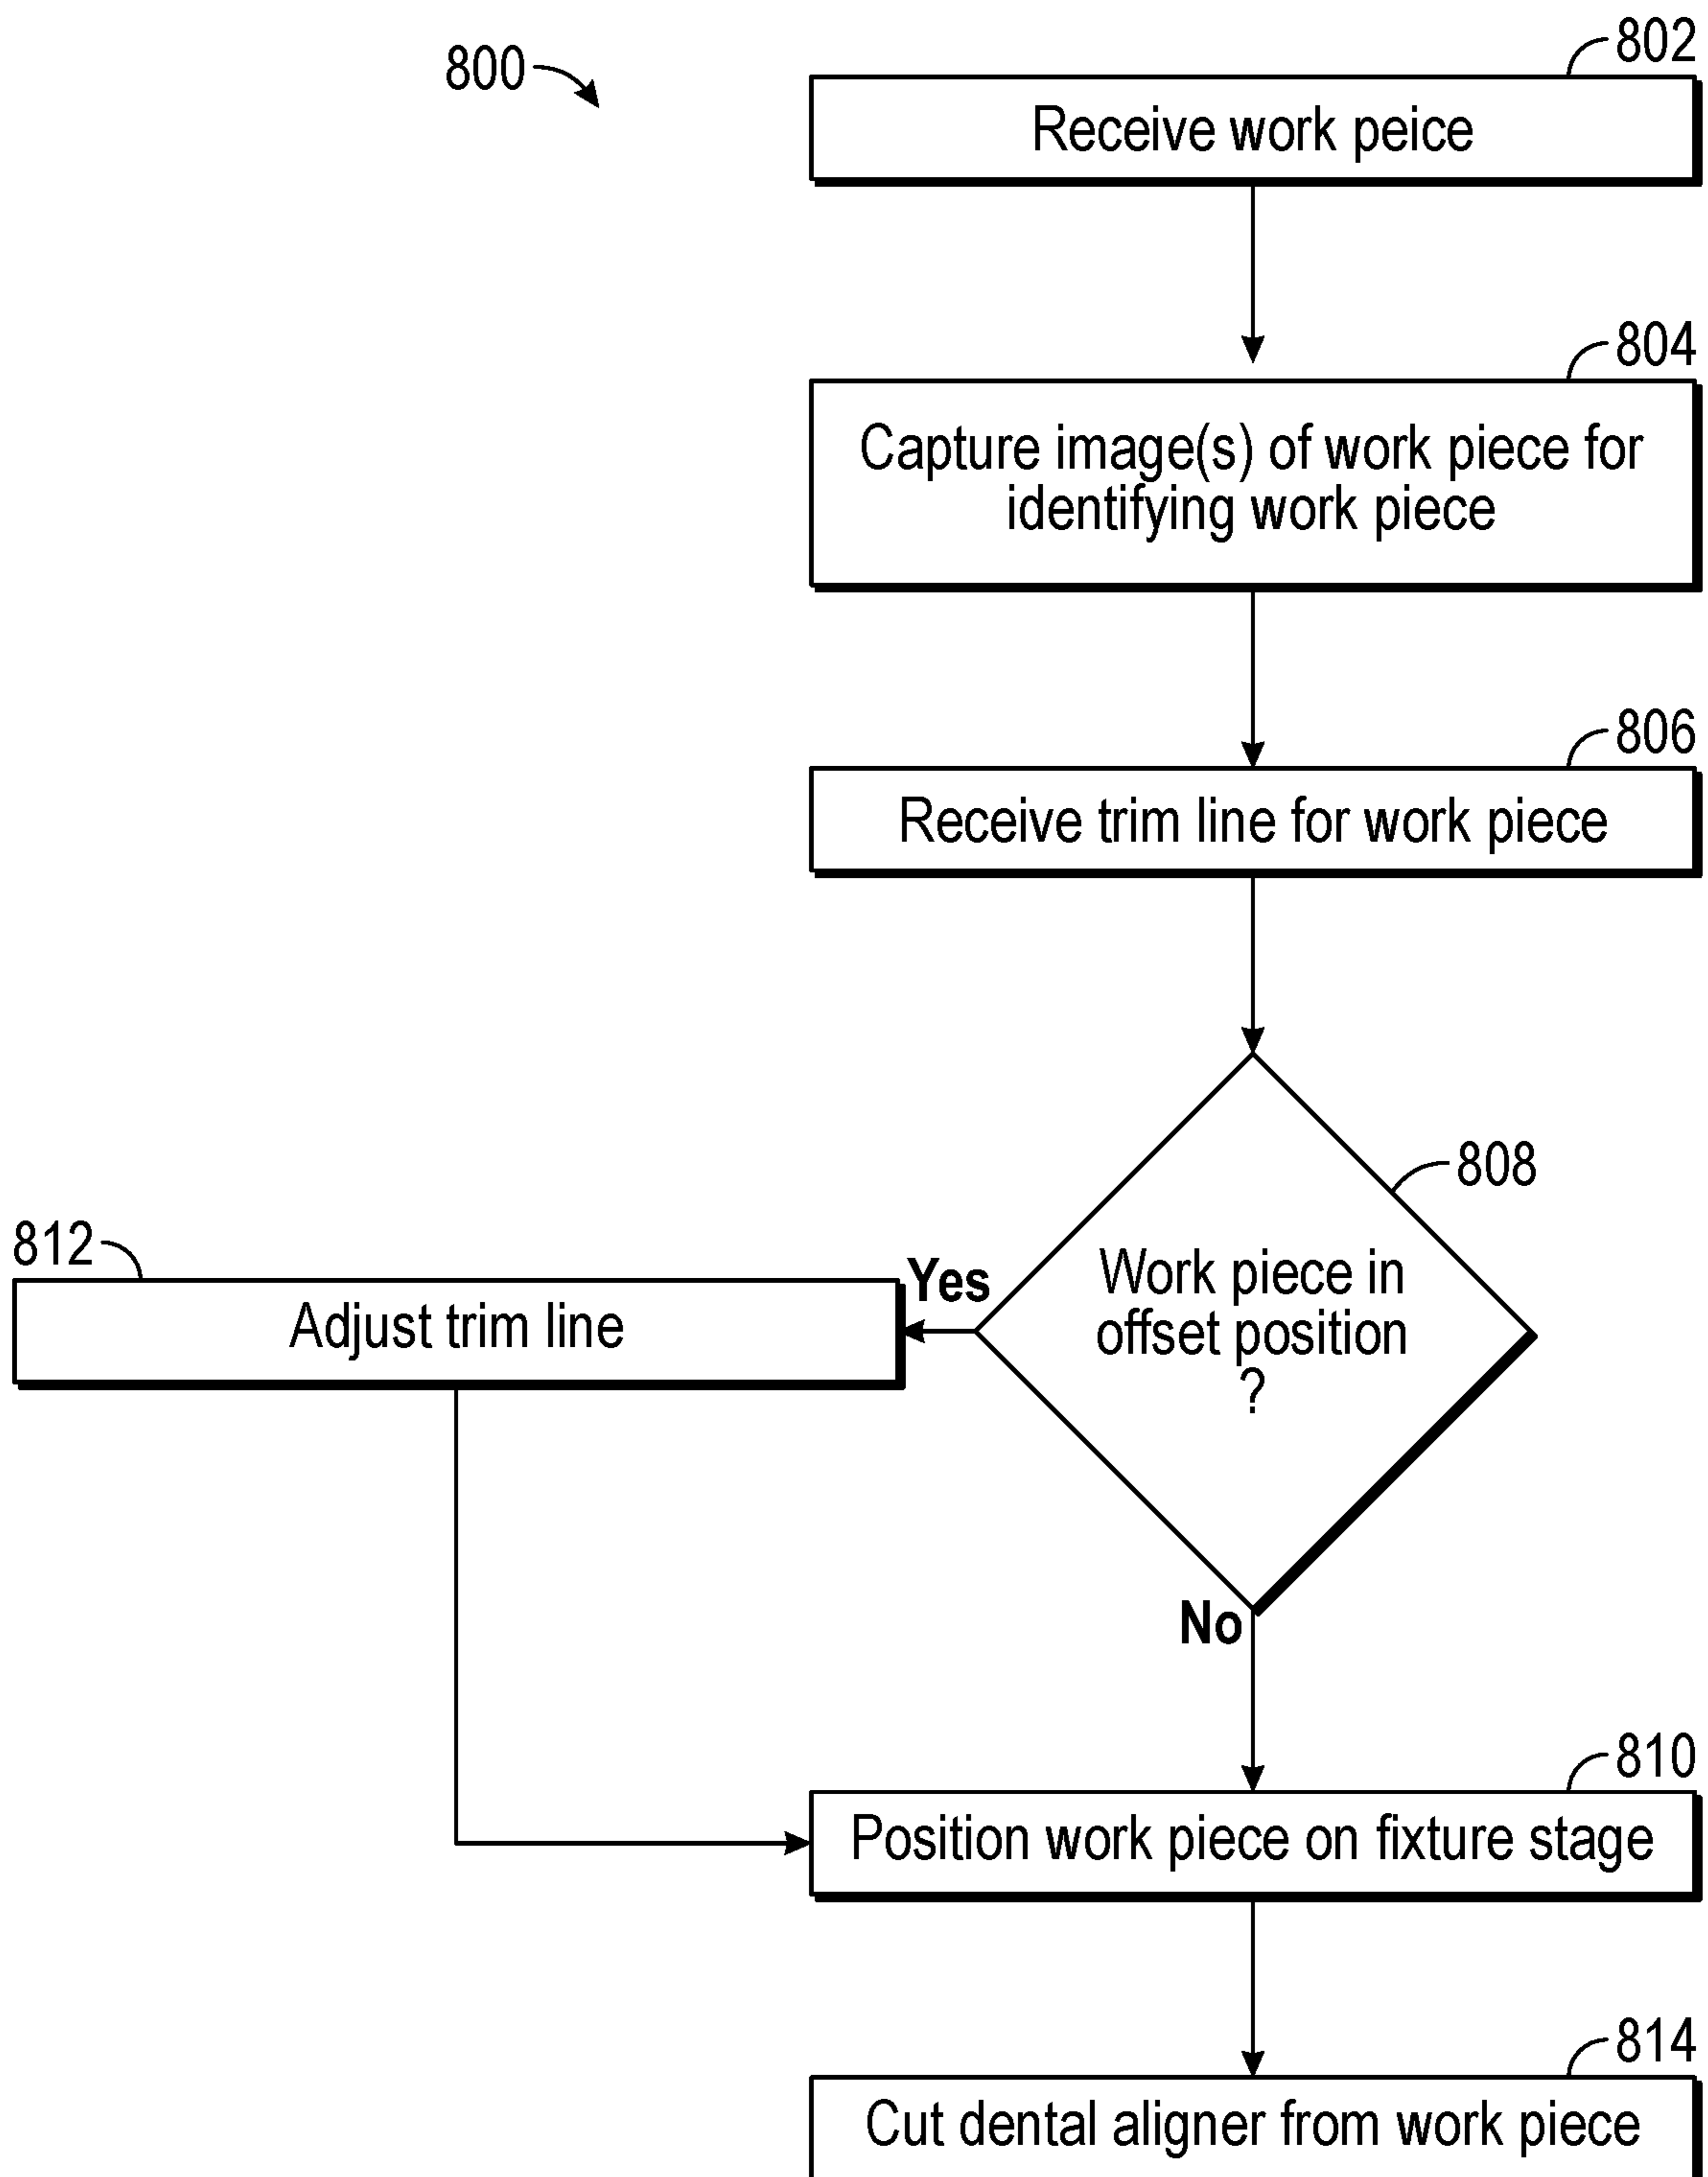 800
802
Receive work peice
804
Capture image(s) of work piece for
identifying work piece
806
Receive trim line for work piece
808
Work piece in
offset position
?
Yes
812
Adjust trim line
No
810
Position work piece on fixture stage
814
Cut dental aligner from work piece